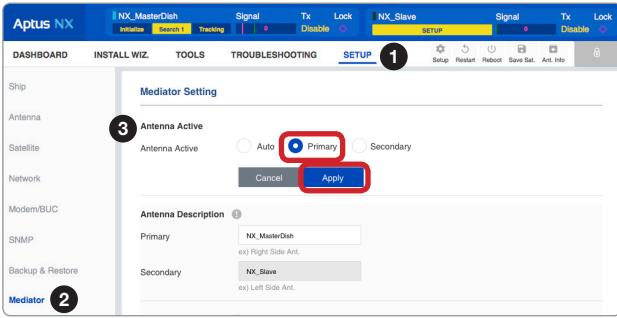 Aptus NX
NX_MasterDish Signal Tx Lock
Initialize Search 1 Tracking 0 Disable
NX_Slave Signal Tx Lock
SETUP 0 Disable
DASHBOARD INSTALL WIZ. TOOLS TROUBLESHOOTING SETUP 1
Setup Restart Reboot Save Sat. Ant. Info
Ship
Antenna
Satellite
Network
Modem/BUC
SNMP
Backup & Restore
Mediator 2
Mediator Setting
3 Antenna Active
Antenna Active Auto Primary Secondary
Cancel Apply
Antenna Description !
Primary NX_MasterDish
ex) Right Side Ant.
Secondary NX_Slave
ex) Left Side Ant.